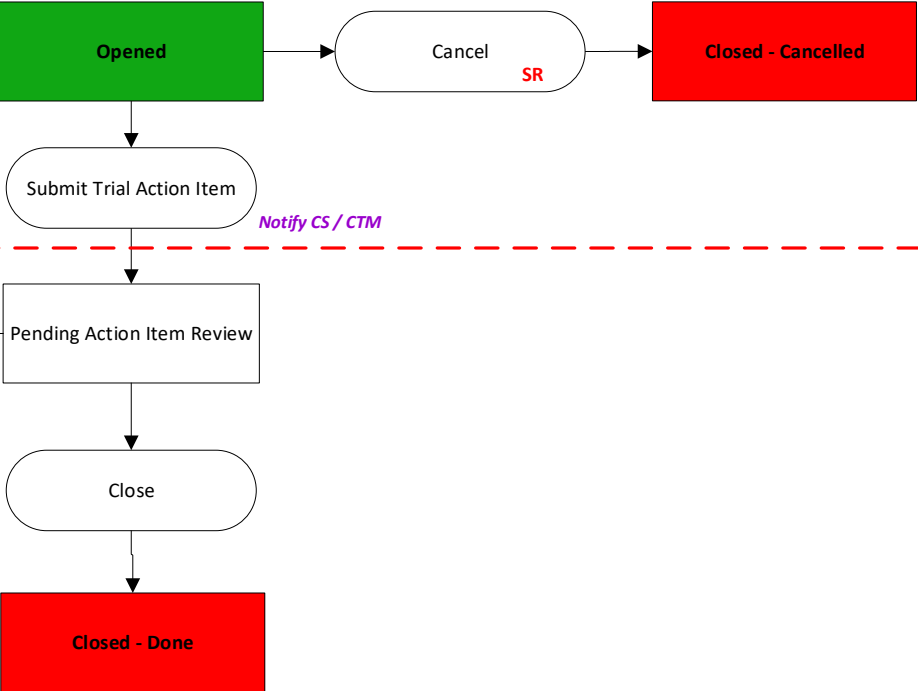 Opened
Cancel
SR
Closed - Cancelled
Submit Trial Action Item
Notify CS / CTM
Pending Action Item Review
Close
Closed - Done